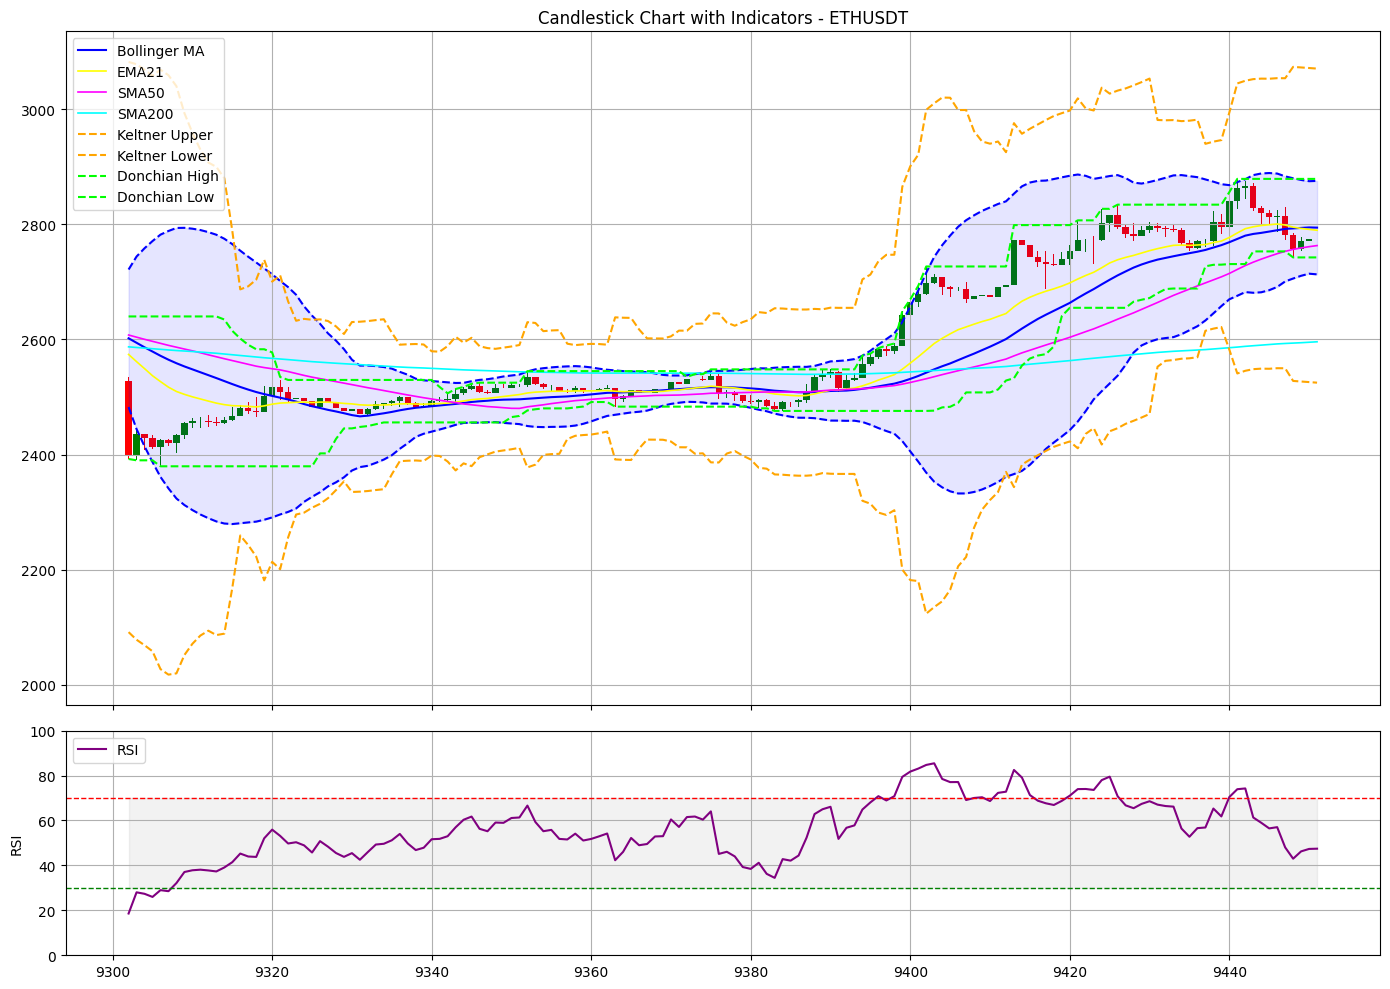 Candlestick Chart with Indicators - ETHUSDT
Bollinger MA
EMA21
SMA50
SMA200
Keltner Upper
Keltner Lower
Donchian High
Donchian Low
3000
2800
2600
2400
2200
2000
RSI
100
80
60
40
20
0
RSI
9300 9320 9340 9360 9380 9400 9420 9440